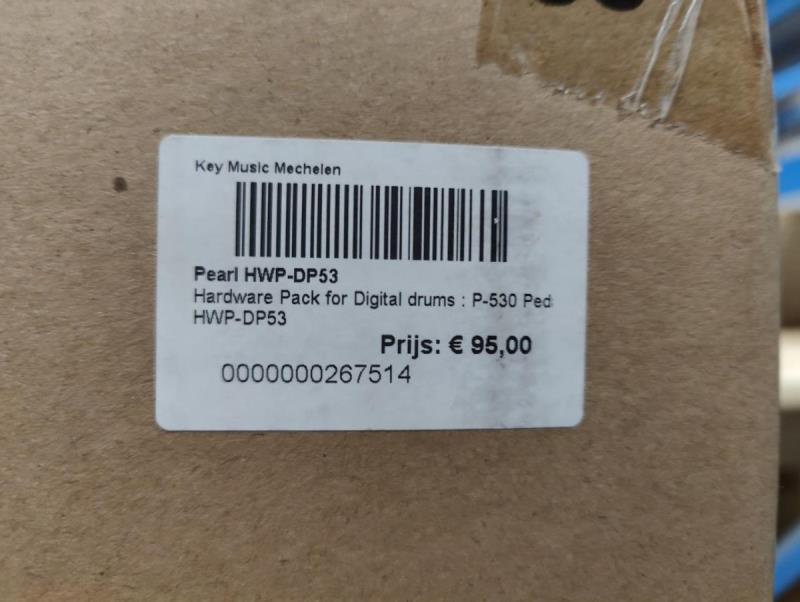 Key Music Mechelen
Pearl HWP-DP53
Hardware Pack for Digital drums : P-530 Ped
HWP-DP53
Prijs: € 95,00
0000000267514